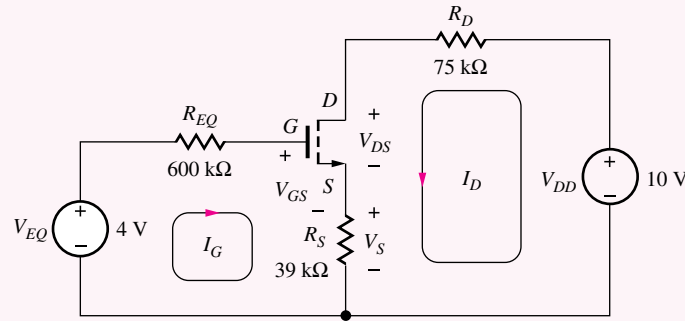 R_D
75 kΩ
D
R_EQ
G
+
V_DS
–
600 kΩ
+
S
I_D
V_DD
+
–
10 V
V_GS
–
+
V_EQ
+
–
4 V
I_G
R_S
V_S
39 kΩ
–